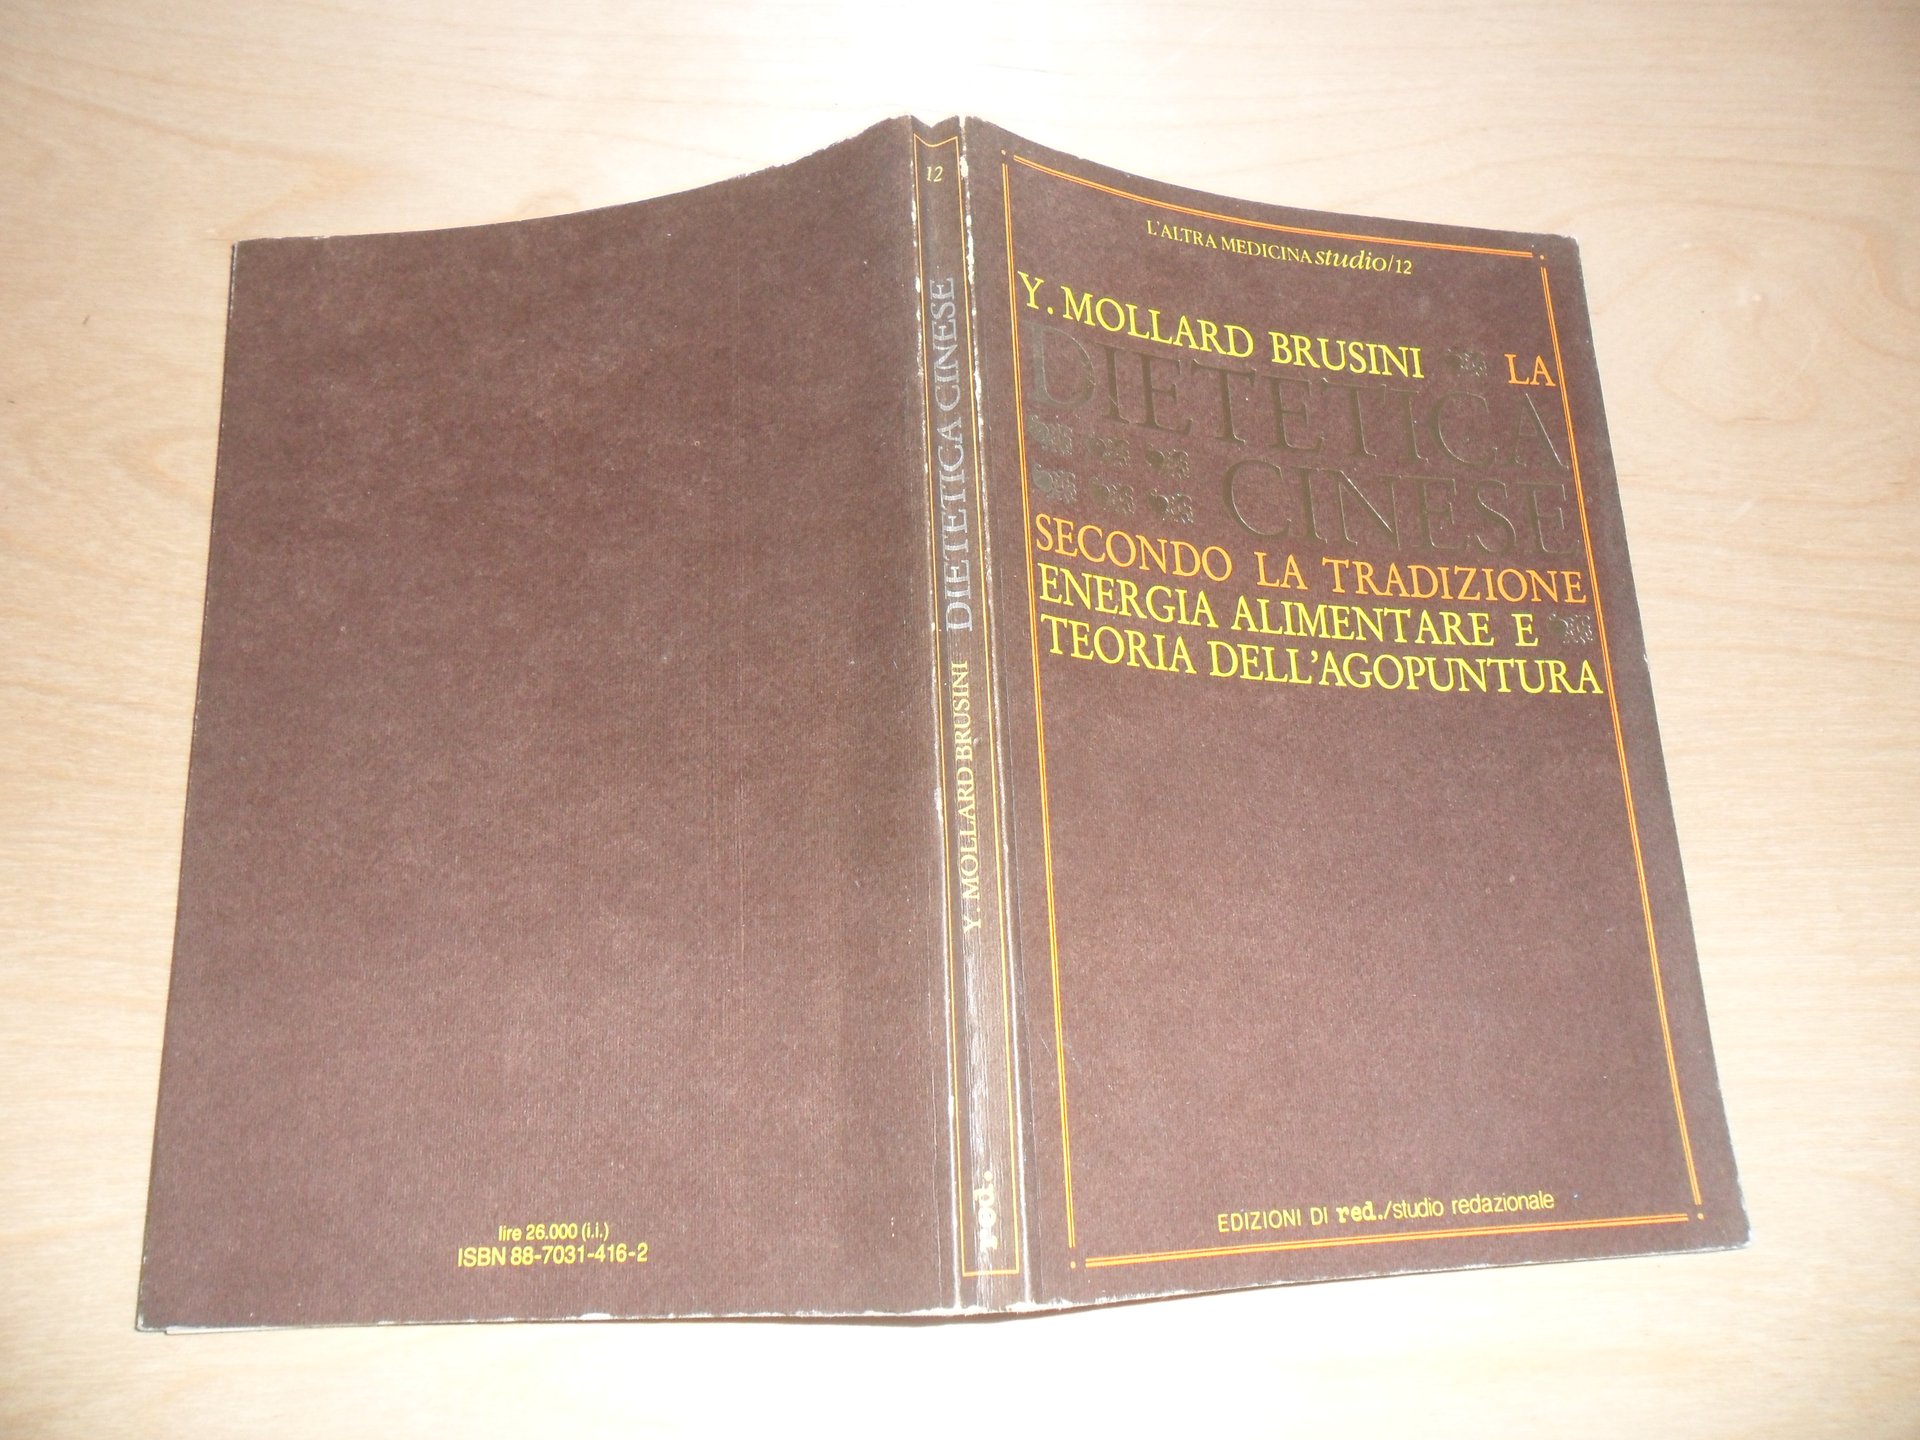 L'ALTRA MEDICINA studio/12
Y. MOLLARD BRUSINI LA
DIETETICA
CINESE
SECONDO LA TRADIZIONE
ENERGIA ALIMENTARE E
TEORIA DELL'AGOPUNTURA
EDIZIONI DI red./studio redazionale
12
Y. MOLLARD BRUSINI DIETETICA CINESE
red.
lire 26.000 (i.i.)
ISBN 88-7031-416-2